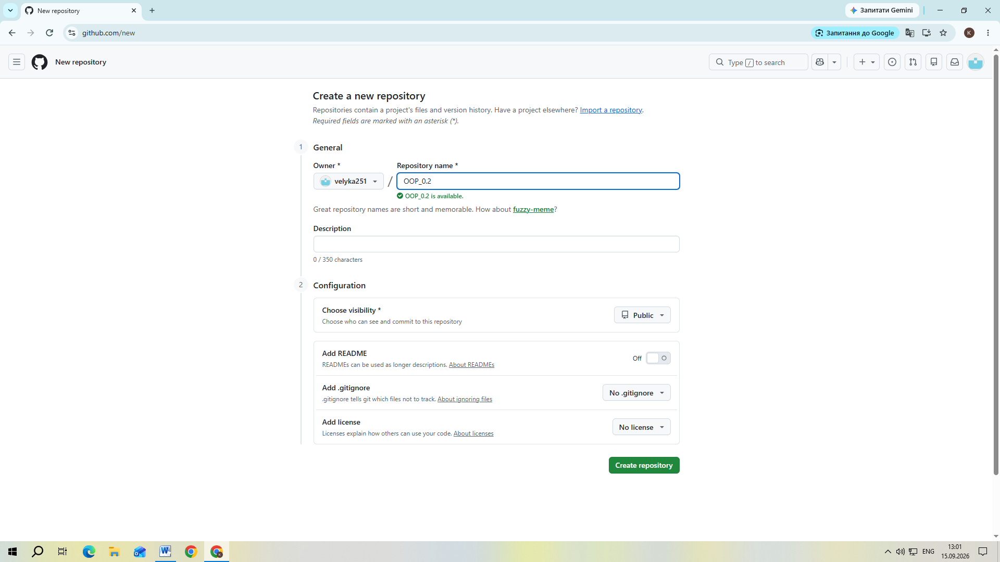 New repository
Запитати Gemini
github.com/new
Запитання до Google
K
New repository
Type / to search
Create a new repository
Repositories contain a project's files and version history. Have a project elsewhere? Import a repository.
Required fields are marked with an asterisk (*).
1 General
Owner * Repository name *
velyka251 / OOP_0.2
OOP_0.2 is available.
Great repository names are short and memorable. How about fuzzy-meme?
Description
0 / 350 characters
2 Configuration
Choose visibility *
Choose who can see and commit to this repository
Public
Add README
READMEs can be used as longer descriptions. About READMEs
Off
Add .gitignore
.gitignore tells git which files not to track. About ignoring files
No .gitignore
Add license
Licenses explain how others can use your code. About licenses
No license
Create repository
ENG
13:01
15.09.2026